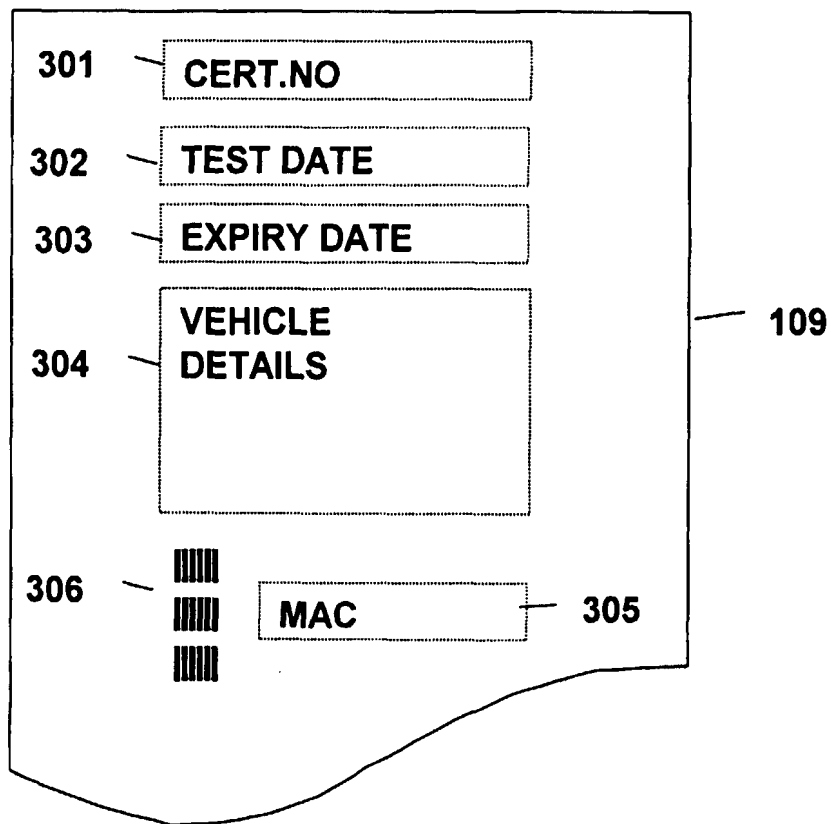 301 CERT.NO
302 TEST DATE
303 EXPIRY DATE
VEHICLE
109
304 DETAILS
306 MAC 305